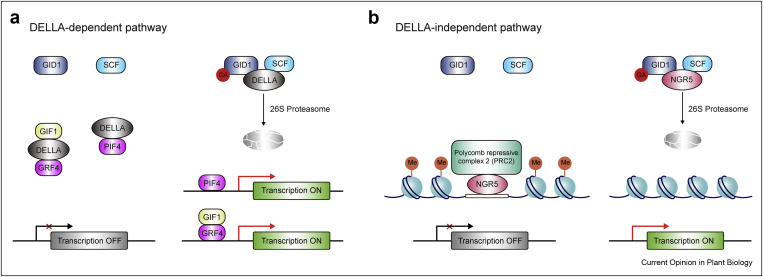 a
DELLA-dependent pathway
GID1
SCF
GIF1
DELLA
GRF4
DELLA
PIF4
Transcription OFF
GID1
SCF
GA
DELLA
26S Proteasome
PIF4
Transcription ON
GIF1
GRF4
Transcription ON
b
DELLA-independent pathway
GID1
SCF
Me
Me
Polycomb repressive
complex 2 (PRC2)
NGR5
Me
Me
Transcription OFF
GID1
SCF
GA
NGR5
26S Proteasome
Transcription ON
Current Opinion in Plant Biology